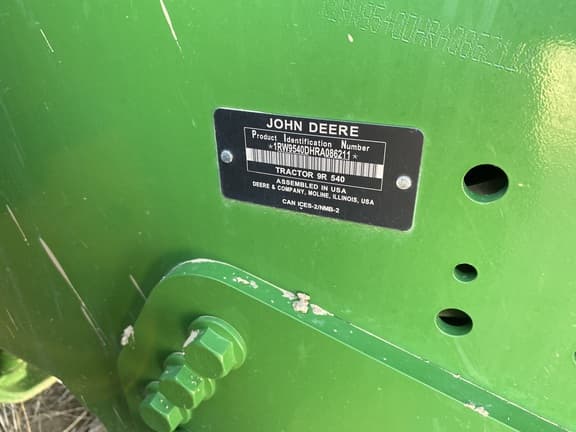 1RW9540DHRA086211
JOHN DEERE
Product Identification Number
*1RW9540DHRA086211*
TRACTOR 9R 540
ASSEMBLED IN USA
DEERE & COMPANY, MOLINE, ILLINOIS, USA
CAN ICES-2/NMB-2